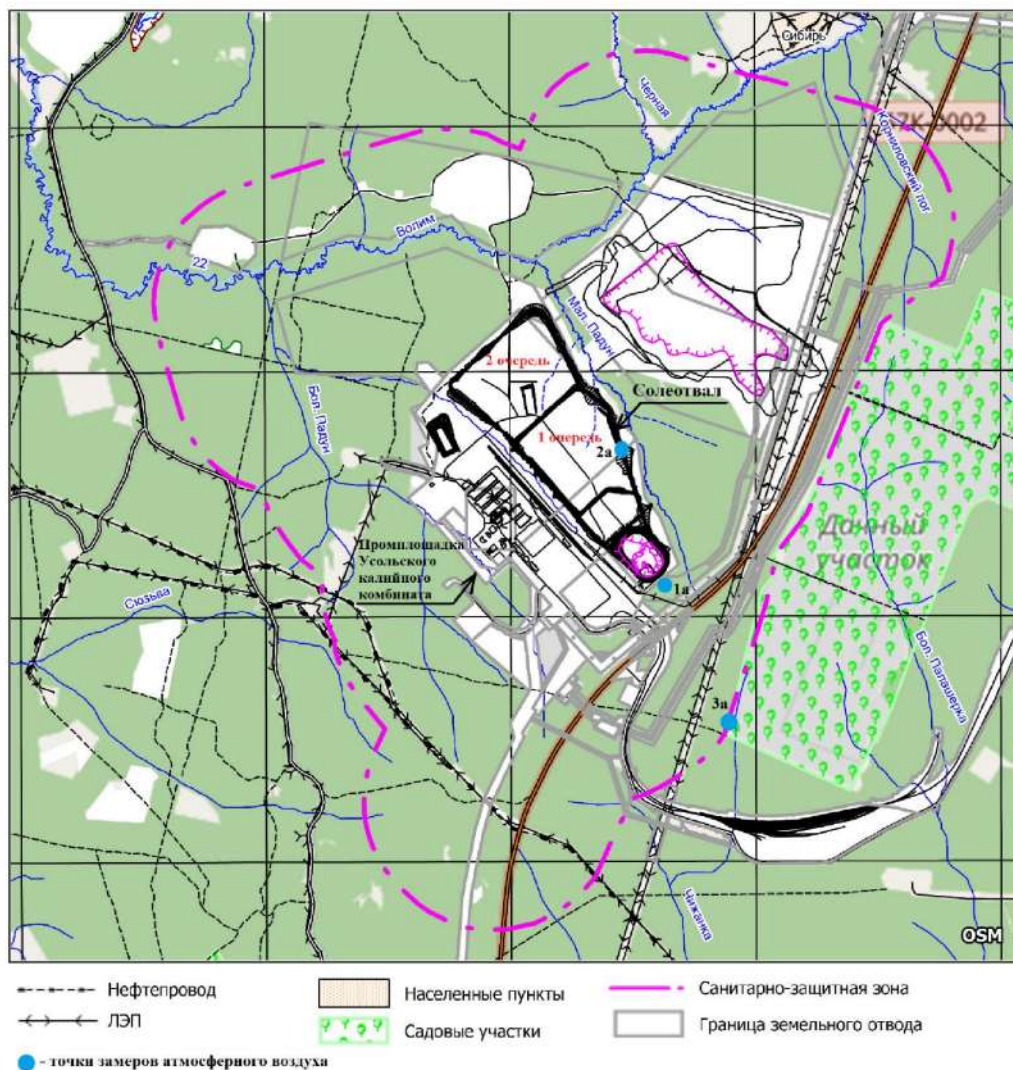 Сибирь
Черная
7К-0002
Корниловский лог
Волим
22
Мал. Падун
2 очередь
Солеотвал
1 очередь
2а
Бол. Падун
Дачный
участок
Промплощадка
Усольского
калийного
комбината
1а
Сюзьва
Бол. Палашерка
3а
Чижанка
OSM
Нефтепровод
Населенные пункты
Санитарно-защитная зона
ЛЭП
Садовые участки
Граница земельного отвода
- точки замеров атмосферного воздуха